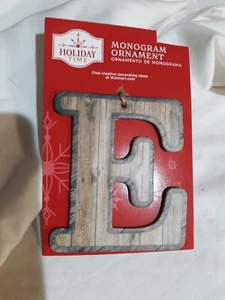 HOLIDAY
TIME
MONOGRAM
ORNAMENT
ORNAMENTO DE MONOGRAMA
Find creative decorating ideas
at Walmart.com
E